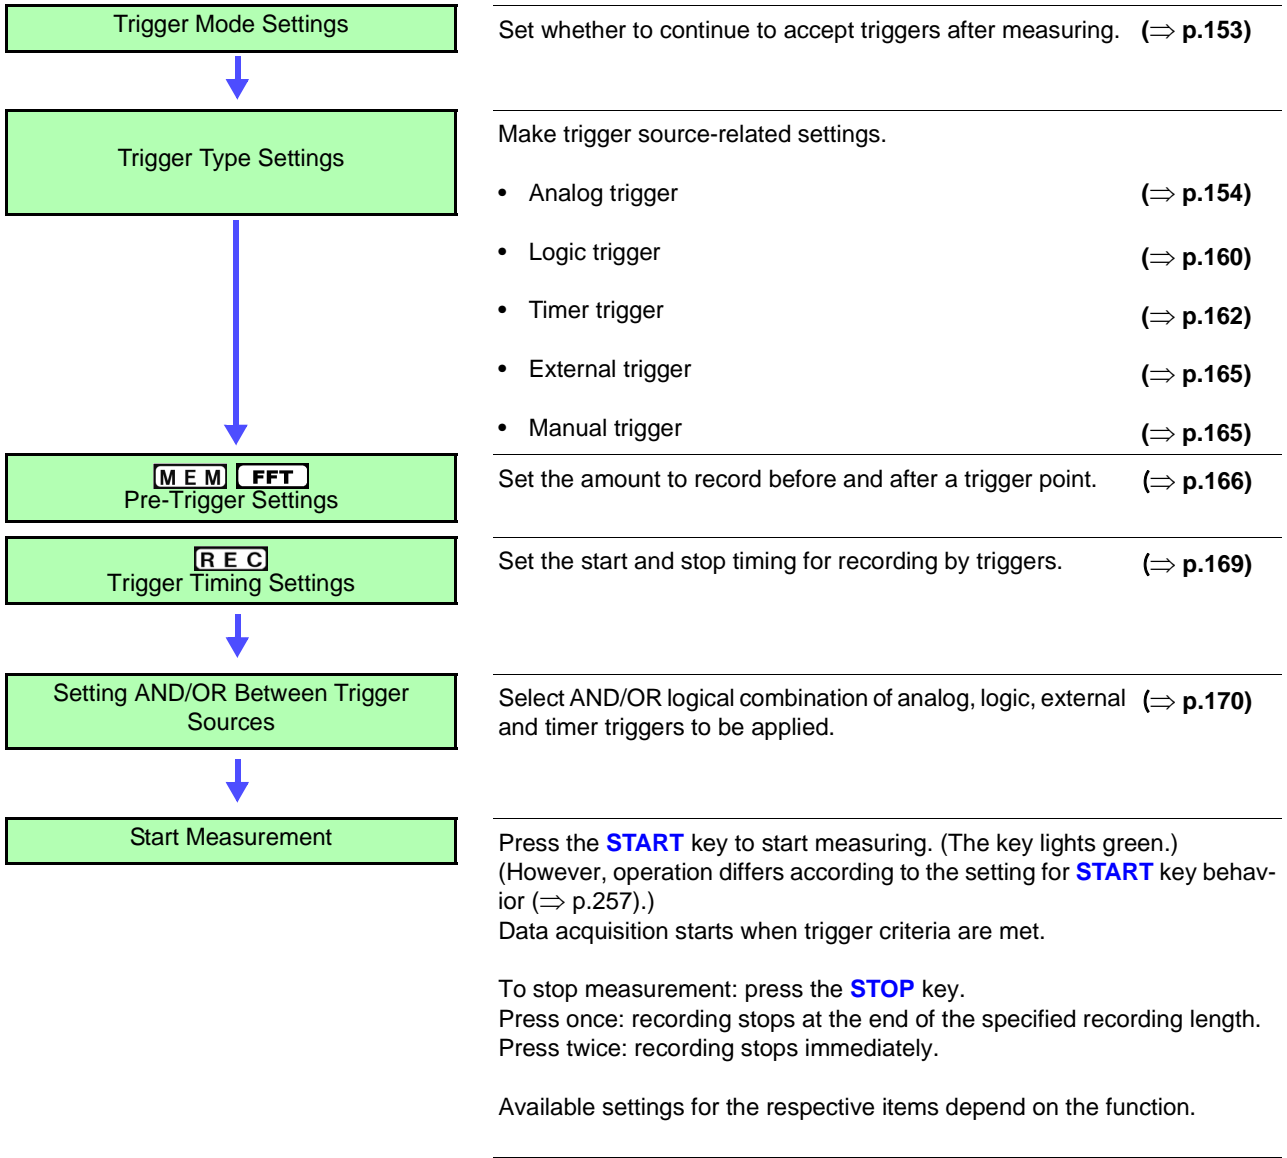 Trigger Mode Settings
Set whether to continue to accept triggers after measuring. (⇒ p.153)
Trigger Type Settings
Make trigger source-related settings.
• Analog trigger (⇒ p.154)
• Logic trigger (⇒ p.160)
• Timer trigger (⇒ p.162)
• External trigger (⇒ p.165)
• Manual trigger (⇒ p.165)
MEM FFT
Pre-Trigger Settings
Set the amount to record before and after a trigger point. (⇒ p.166)
REC
Trigger Timing Settings
Set the start and stop timing for recording by triggers. (⇒ p.169)
Setting AND/OR Between Trigger
Sources
Select AND/OR logical combination of analog, logic, external (⇒ p.170)
and timer triggers to be applied.
Start Measurement
Press the START key to start measuring. (The key lights green.)
(However, operation differs according to the setting for START key behav-
ior (⇒ p.257).)
Data acquisition starts when trigger criteria are met.
To stop measurement: press the STOP key.
Press once: recording stops at the end of the specified recording length.
Press twice: recording stops immediately.
Available settings for the respective items depend on the function.